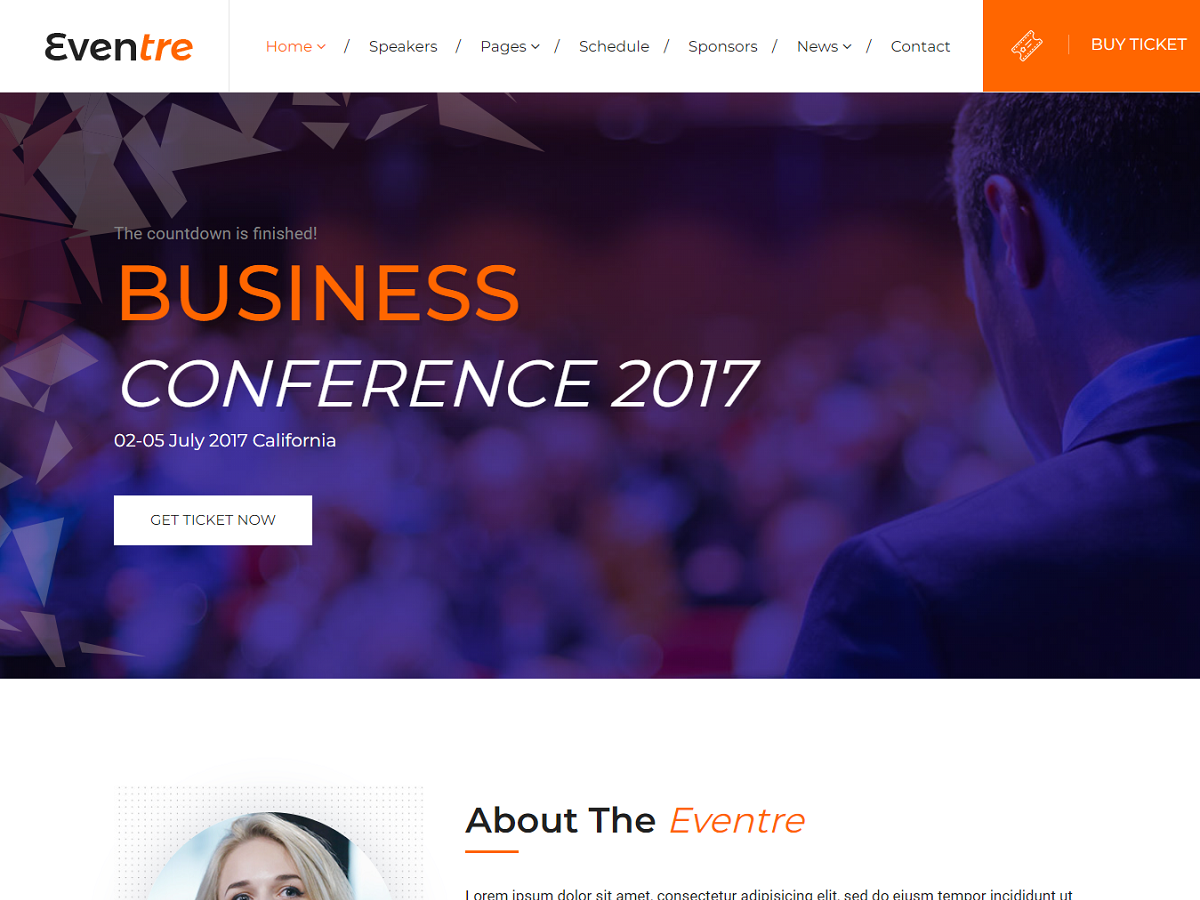 Eventre
Home / Speakers / Pages / Schedule / Sponsors / News / Contact
BUY TICKET
The countdown is finished!
BUSINESS
CONFERENCE 2017
02-05 July 2017 California
GET TICKET NOW
About The Eventre
Lorem ipsum dolor sit amet, consectetur adipisicing elit, sed do eiusm tempor incididunt ut